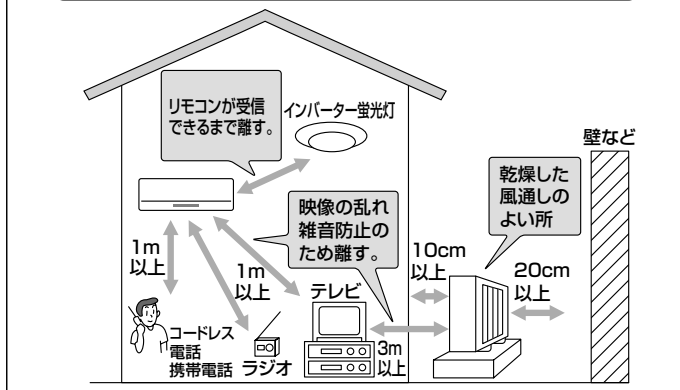 リモコンが受信
できるまで離す。
インバーター蛍光灯
壁など
乾燥した
風通しの
よい所
映像の乱れ
雑音防止の
ため離す。
1m
以上
1m
以上
10cm
以上
20cm
以上
テレビ
3m
以上
コードレス
電話
携帯電話
ラジオ